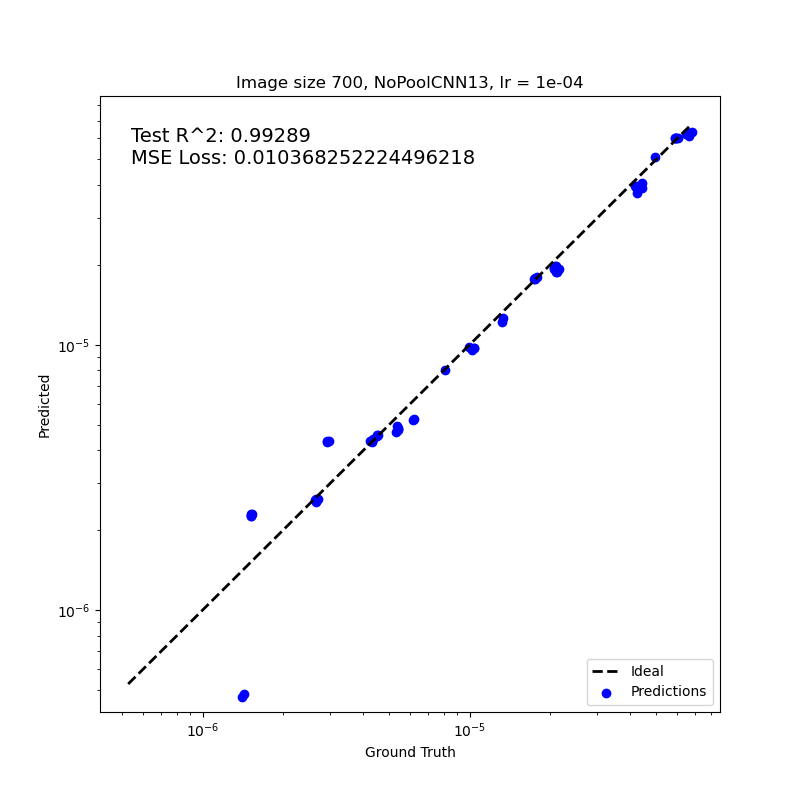 Image size 700, NoPoolCNN13, lr = 1e-04
Test R^2: 0.99289
MSE Loss: 0.010368252224496218
Predicted
10⁻⁵
10⁻⁶
Ideal
Predictions
10⁻⁶
10⁻⁵
Ground Truth